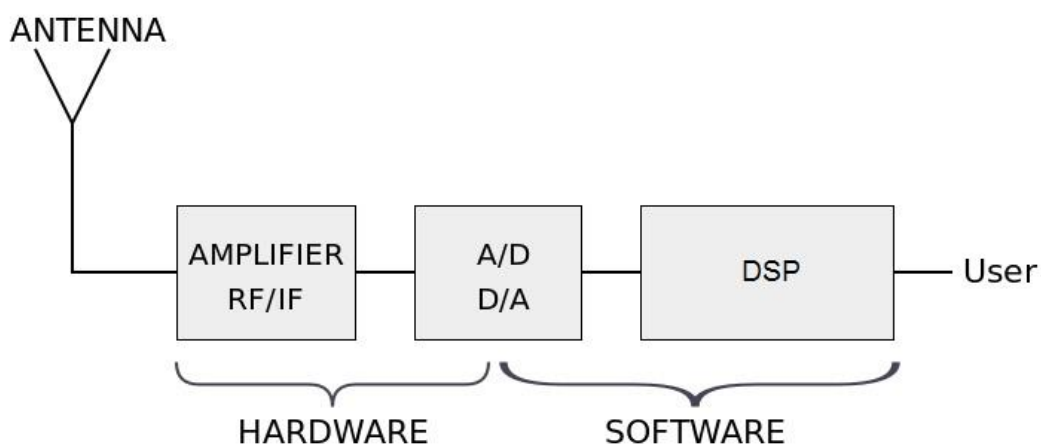 ANTENNA
AMPLIFIER
RF/IF
A/D
D/A
DSP
User
HARDWARE
SOFTWARE